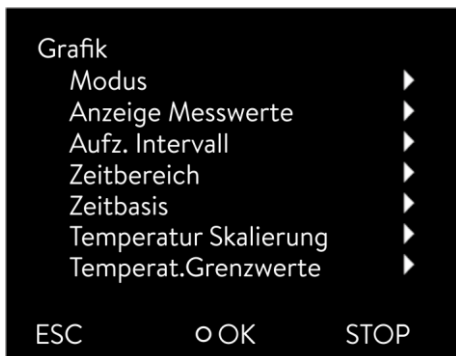 Grafik
Modus
Anzeige Messwerte
Aufz. Intervall
Zeitbereich
Zeitbasis
Temperatur Skalierung
Temperat.Grenzwerte
ESC OK STOP